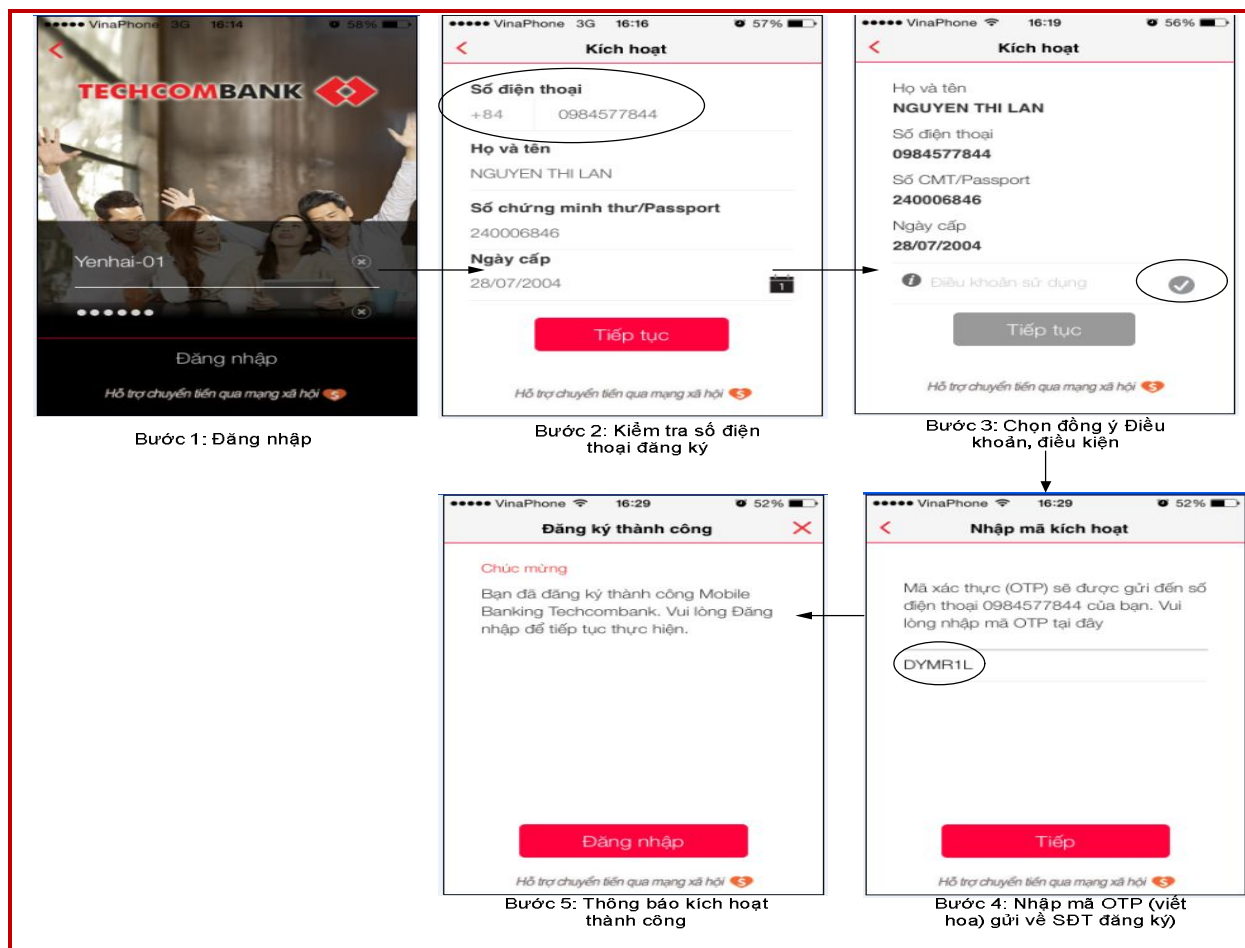 VinaPhone 3G 16:14 58%
TECHCOMBANK
Yenhai-01
Đăng nhập
Hỗ trợ chuyển tiền qua mạng xã hội S
Bước 1: Đăng nhập
VinaPhone 3G 16:16 57%
Kích hoạt
Số điện thoại
+84 0984577844
Họ và tên
NGUYEN THI LAN
Số chứng minh thư/Passport
240006846
Ngày cấp
28/07/2004
1
Tiếp tục
Hỗ trợ chuyển tiền qua mạng xã hội S
Bước 2: Kiểm tra số điện
thoại đăng ký
VinaPhone 16:19 56%
Kích hoạt
Họ và tên
NGUYEN THI LAN
Số điện thoại
0984577844
Số CMT/Passport
240006846
Ngày cấp
28/07/2004
i Điều khoản sử dụng
Tiếp tục
Hỗ trợ chuyển tiền qua mạng xã hội S
Bước 3: Chọn đồng ý Điều
khoản, điều kiện
VinaPhone 16:29 52%
Nhập mã kích hoạt
Mã xác thực (OTP) sẽ được gửi đến số
điện thoại 0984577844 của bạn. Vui
lòng nhập mã OTP tại đây
DYMR1L
Tiếp
Hỗ trợ chuyển tiền qua mạng xã hội S
Bước 4: Nhập mã OTP (viết
hoa) gửi về SĐT đăng ký)
VinaPhone 16:29 52%
Đăng ký thành công
Chúc mừng
Bạn đã đăng ký thành công Mobile
Banking Techcombank. Vui lòng Đăng
nhập để tiếp tục thực hiện.
Đăng nhập
Hỗ trợ chuyển tiền qua mạng xã hội S
Bước 5: Thông báo kích hoạt
thành công